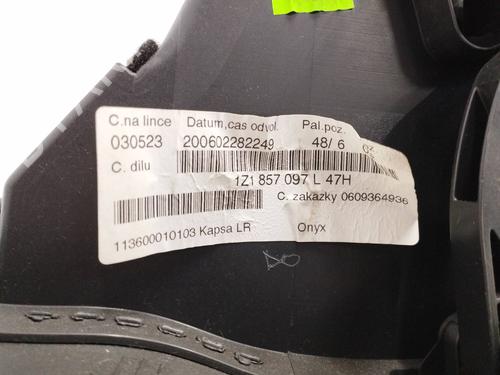 C.na lince Datum,cas odvol. Pal.poz.
030523 200602282249 48/ 6
C. dilu 1Z1 857 097 L 47H
C. zakazky 0609364936
113600010103 Kapsa LR Onyx